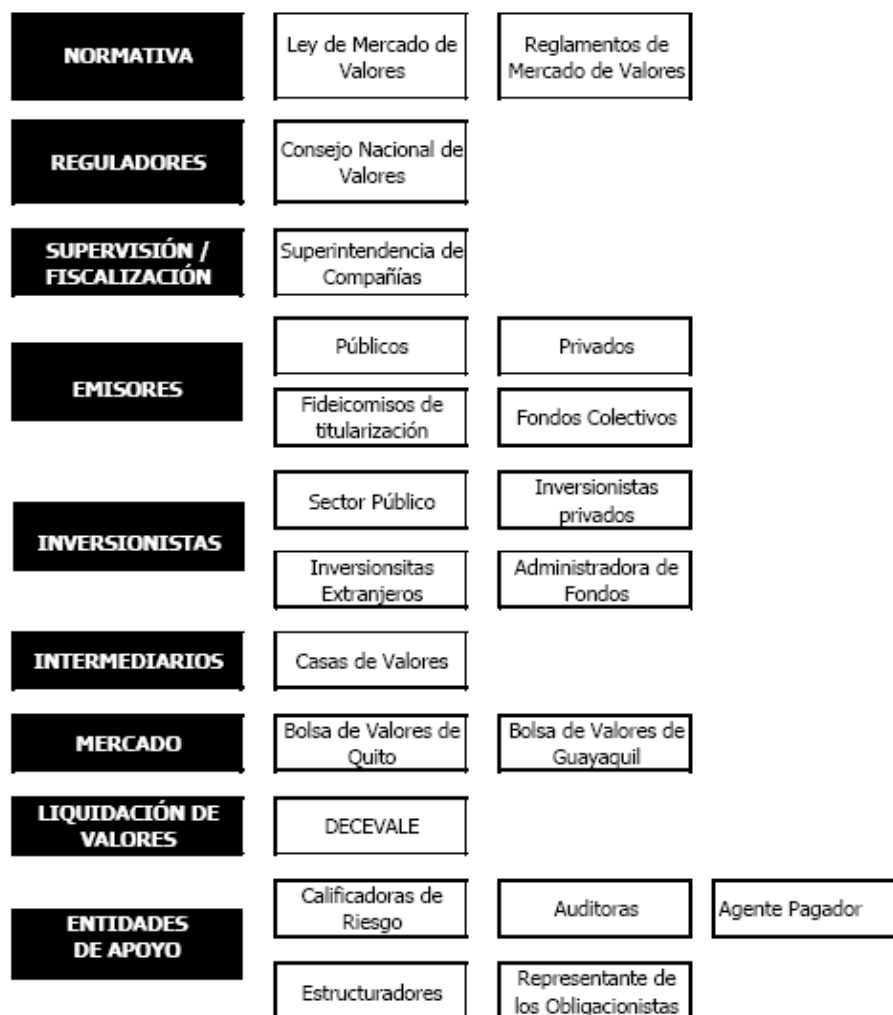 NORMATIVA
Ley de Mercado de
Valores
Reglamentos de
Mercado de Valores
REGULADORES
Consejo Nacional de
Valores
SUPERVISIÓN /
FISCALIZACIÓN
Superintendencia de
Compañías
EMISORES
Públicos
Privados
Fideicomisos de
titularización
Fondos Colectivos
INVERSIONISTAS
Sector Público
Inversionistas
privados
Inversionsitas
Extranjeros
Administradora de
Fondos
INTERMEDIARIOS
Casas de Valores
MERCADO
Bolsa de Valores de
Quito
Bolsa de Valores de
Guayaquil
LIQUIDACIÓN DE
VALORES
DECEVALE
ENTIDADES
DE APOYO
Calificadoras de
Riesgo
Auditoras
Agente Pagador
Estructuradores
Representante de
los Obligacionistas